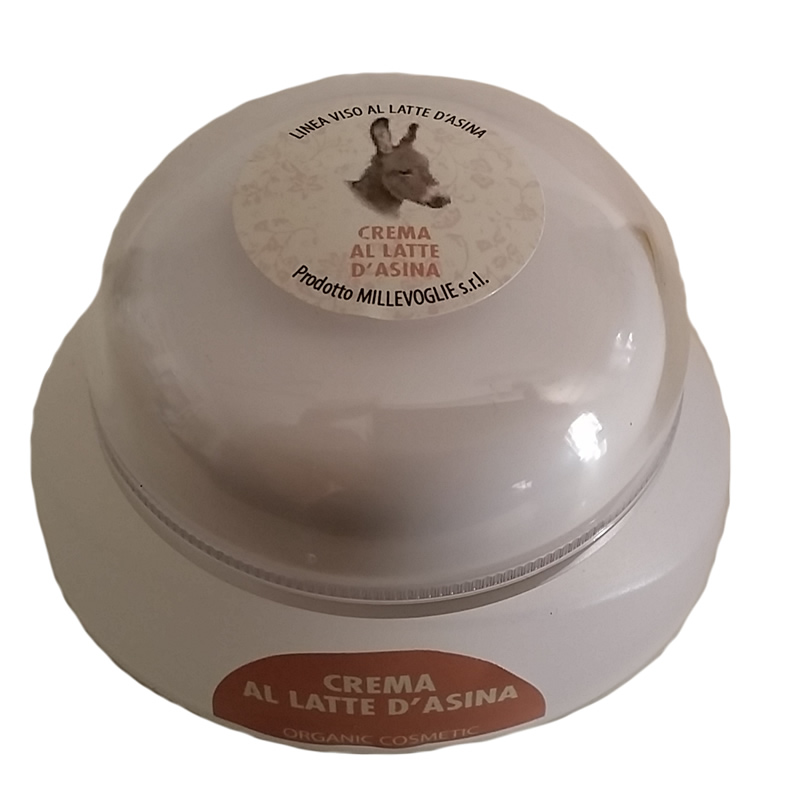 LINEA VISO AL LATTE D'ASINA
CREMA
AL LATTE
D'ASINA
Prodotto MILLEVOGLIE s.r.l.
CREMA
AL LATTE D'ASINA
ORGANIC COSMETIC